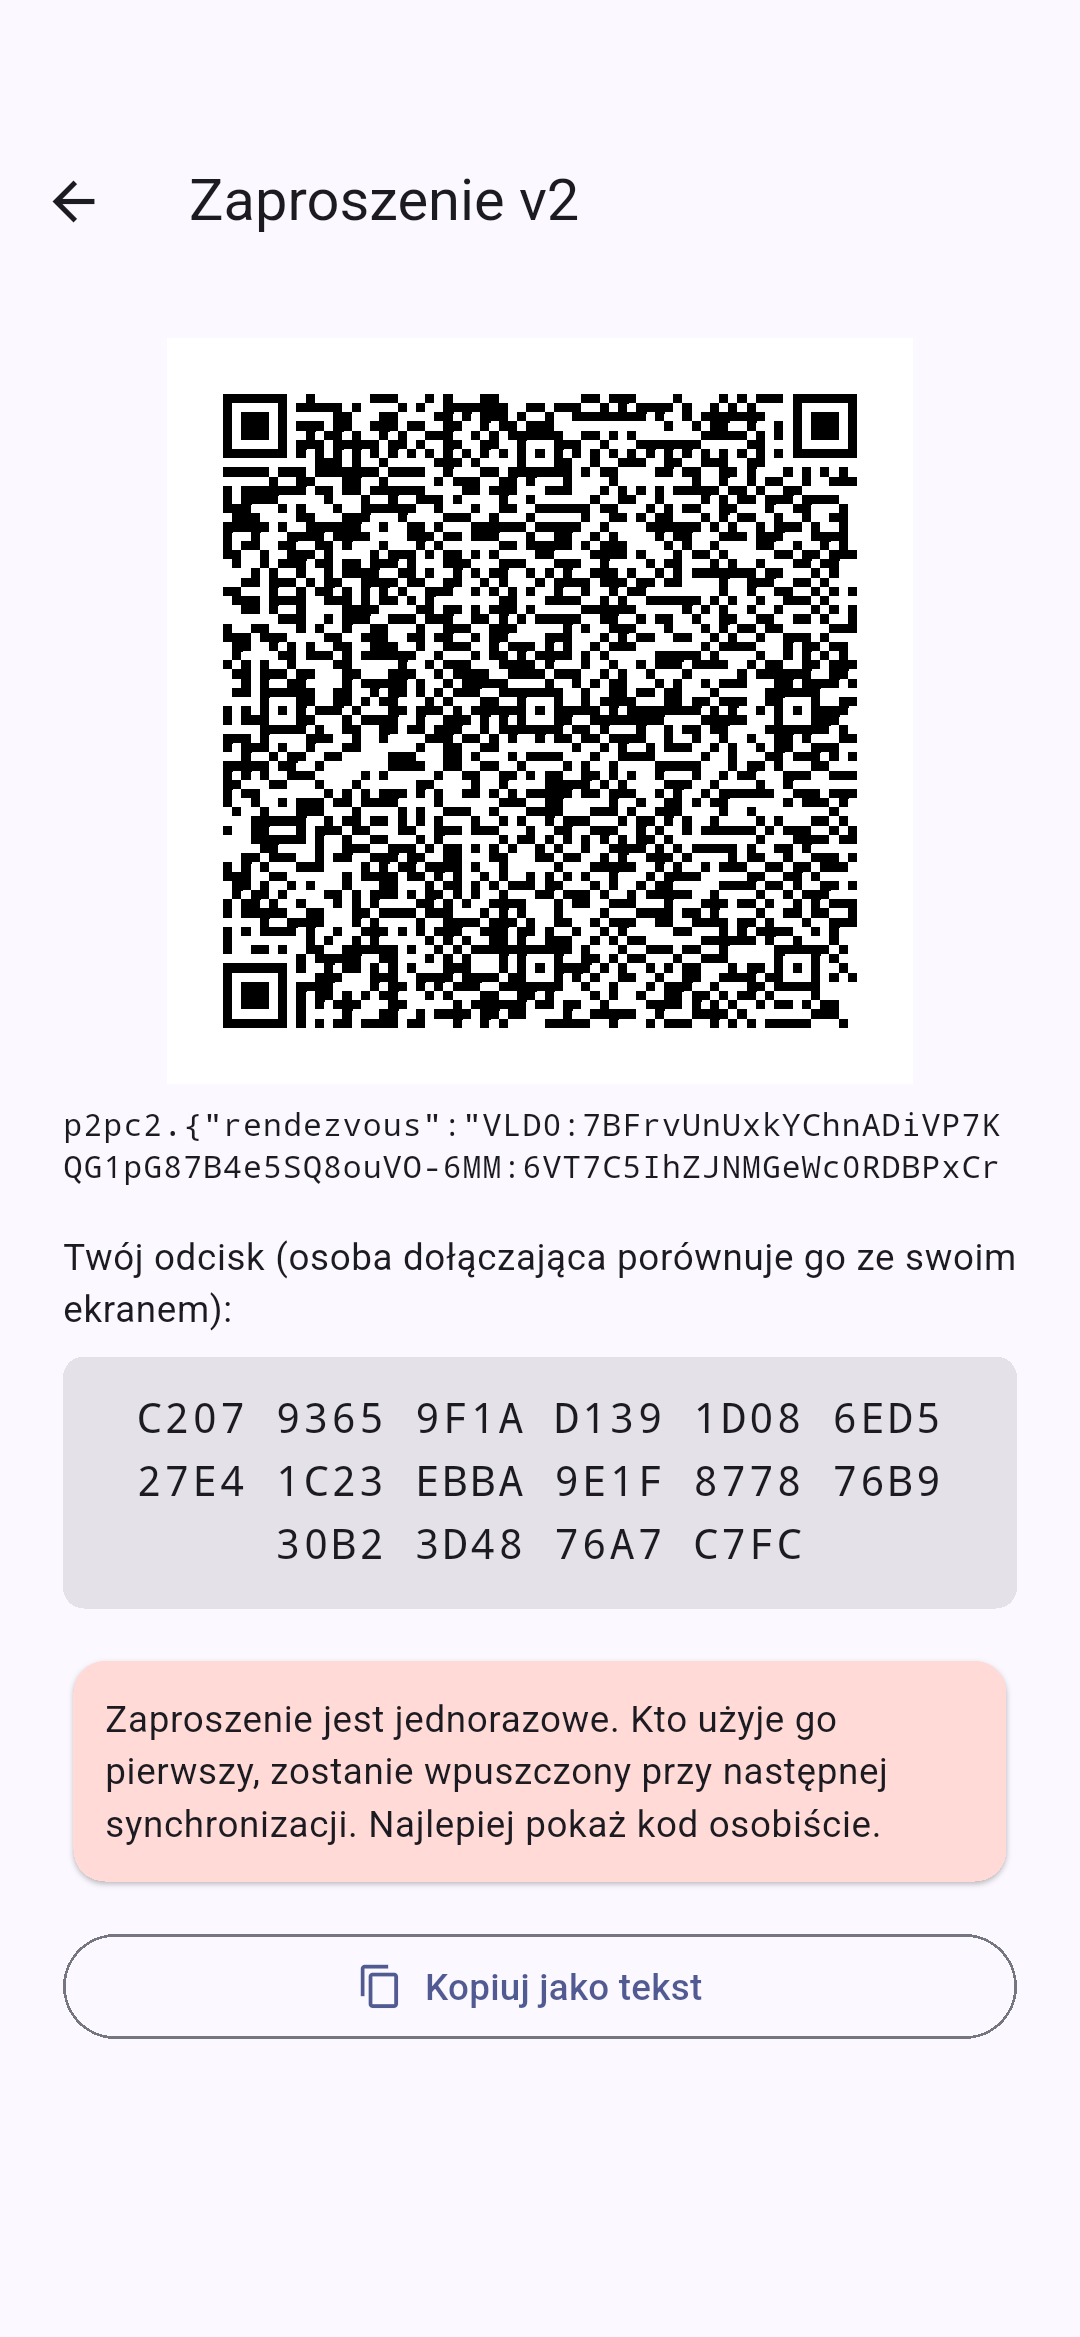 Zaproszenie v2
p2pc2.{"rendezvous":"VLDO:7BFrvUnUxkYChnADiVP7K
QG1pG87B4e5SQ8ouVO-6MM:6VT7C5IhZJNMGeWcORDBPxCr
Twój odcisk (osoba dołączająca porównuje go ze swoim
ekranem):
C207 9365 9F1A D139 1D08 6ED5
27E4 1C23 EBBA 9E1F 8778 76B9
30B2 3D48 76A7 C7FC
Zaproszenie jest jednorazowe. Kto użyje go
pierwszy, zostanie wpuszczony przy następnej
synchronizacji. Najlepiej pokaż kod osobiście.
Kopiuj jako tekst